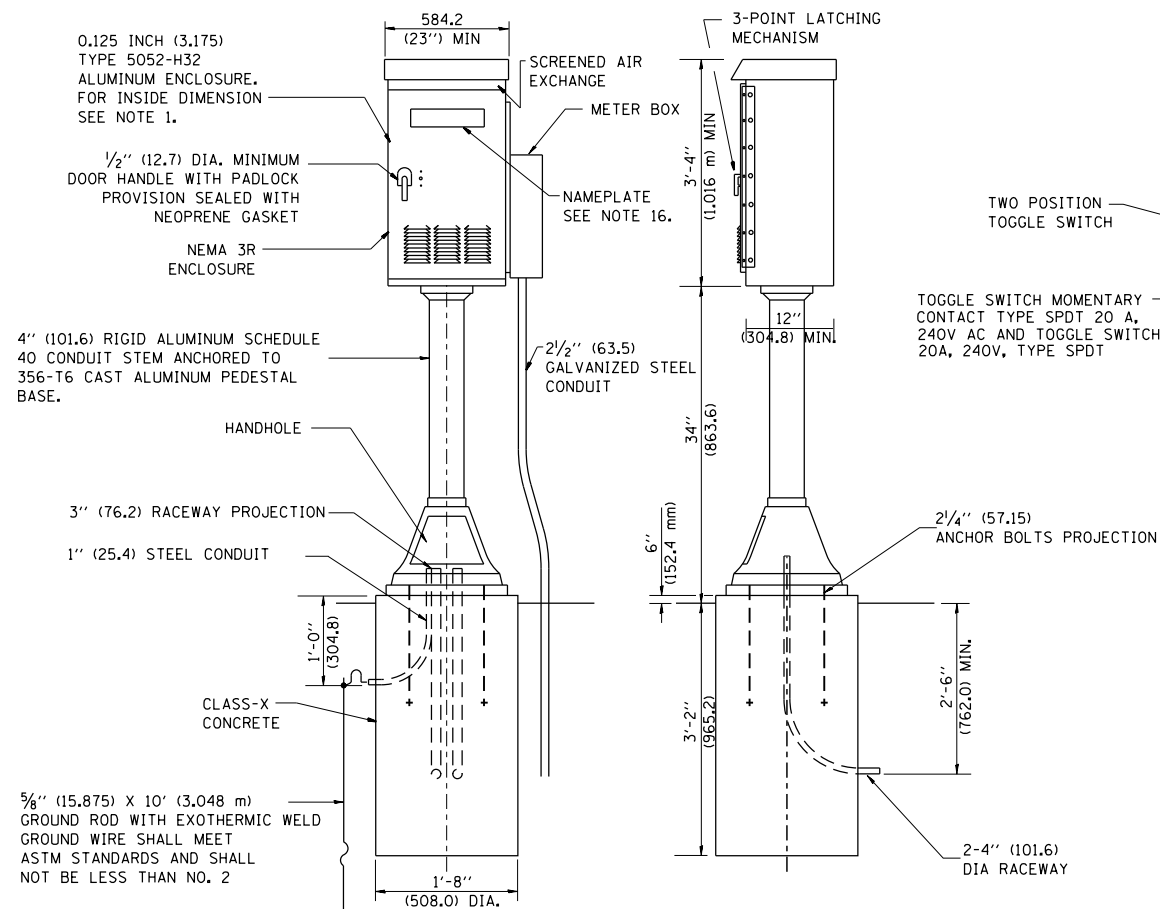 584.2
(23'') MIN
0.125 INCH (3.175)
TYPE 5052-H32
ALUMINUM ENCLOSURE.
FOR INSIDE DIMENSION
SEE NOTE 1.
1/2'' (12.7) DIA. MINIMUM
DOOR HANDLE WITH PADLOCK
PROVISION SEALED WITH
NEOPRENE GASKET
NEMA 3R
ENCLOSURE
SCREENED AIR
EXCHANGE
METER BOX
NAMEPLATE
SEE NOTE 16.
4'' (101.6) RIGID ALUMINUM SCHEDULE
40 CONDUIT STEM ANCHORED TO
356-T6 CAST ALUMINUM PEDESTAL
BASE.
2 1/2'' (63.5)
GALVANIZED STEEL
CONDUIT
HANDHOLE
3'' (76.2) RACEWAY PROJECTION
1'' (25.4) STEEL CONDUIT
1'-0''
(304.8)
CLASS-X
CONCRETE
5/8'' (15.875) X 10' (3.048 m)
GROUND ROD WITH EXOTHERMIC WELD
GROUND WIRE SHALL MEET
ASTM STANDARDS AND SHALL
NOT BE LESS THAN NO. 2
1'-8''
(508.0) DIA.
3-POINT LATCHING
MECHANISM
3'-4''
(1.016 m) MIN
12''
(304.8) MIN.
34''
(863.6)
6''
(152.4 mm)
3'-2''
(965.2)
2 1/4'' (57.15)
ANCHOR BOLTS PROJECTION
2'-6''
(762.0) MIN.
2-4'' (101.6)
DIA RACEWAY
TWO POSITION
TOGGLE SWITCH
TOGGLE SWITCH MOMENTARY
CONTACT TYPE SPDT 20 A,
240V AC AND TOGGLE SWITCH
20A, 240V, TYPE SPDT